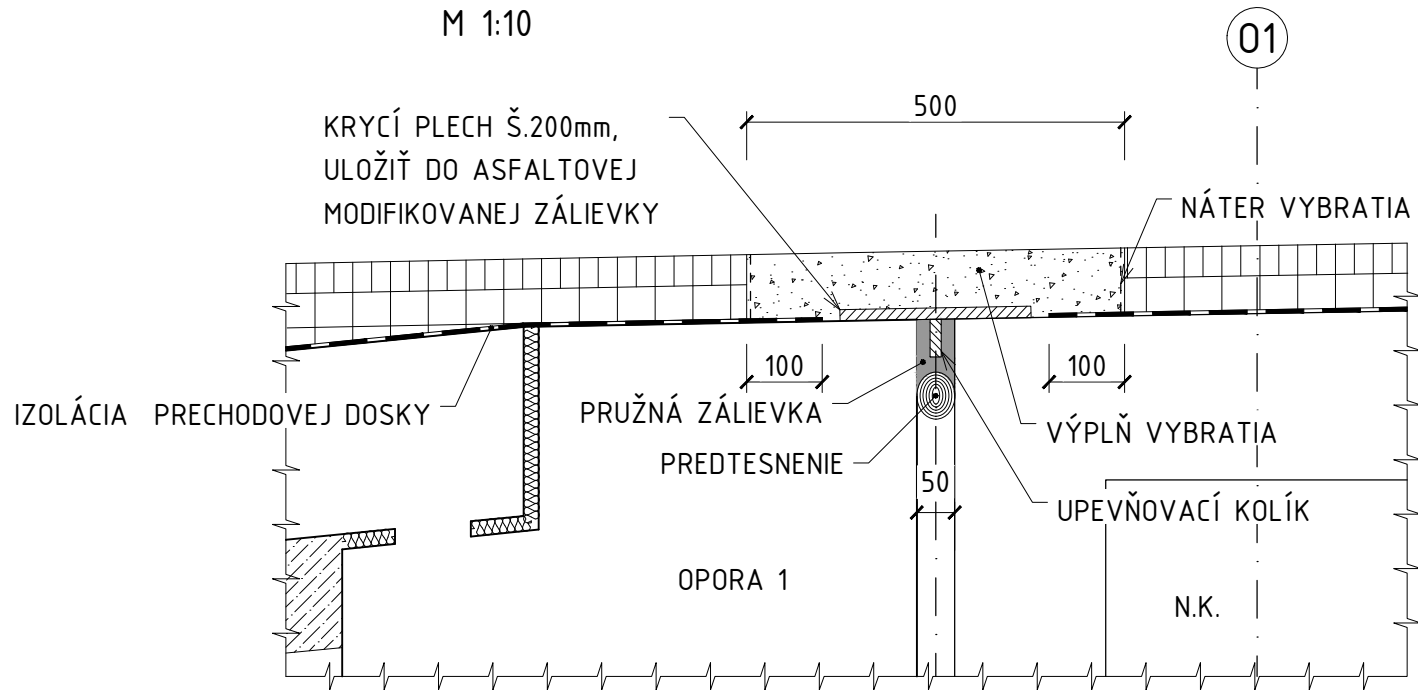 M 1:10
01
500
KRYCÍ PLECH Š.200mm,
ULOŽIŤ DO ASFALTOVEJ
MODIFIKOVANEJ ZÁLIEVKY
NÁTER VYBRATIA
100
100
IZOLÁCIA PRECHODOVEJ DOSKY
PRUŽNÁ ZÁLIEVKA
VÝPLŇ VYBRATIA
PREDTESNENIE
50
UPEVŇOVACÍ KOLÍK
OPORA 1
N.K.